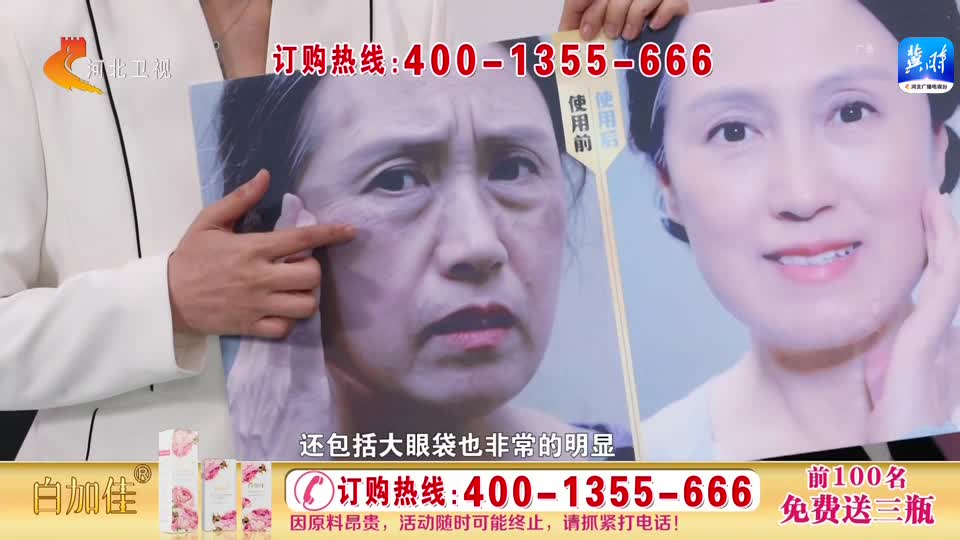 河北卫视
订购热线:400-1355-666
广告
冀时
河北广播电视台
使用前
使用后
还包括大眼袋也非常的明显
白加佳®
订购热线:400-1355-666
因原料昂贵，活动随时可能终止，请抓紧打电话！
前100名
免费送三瓶